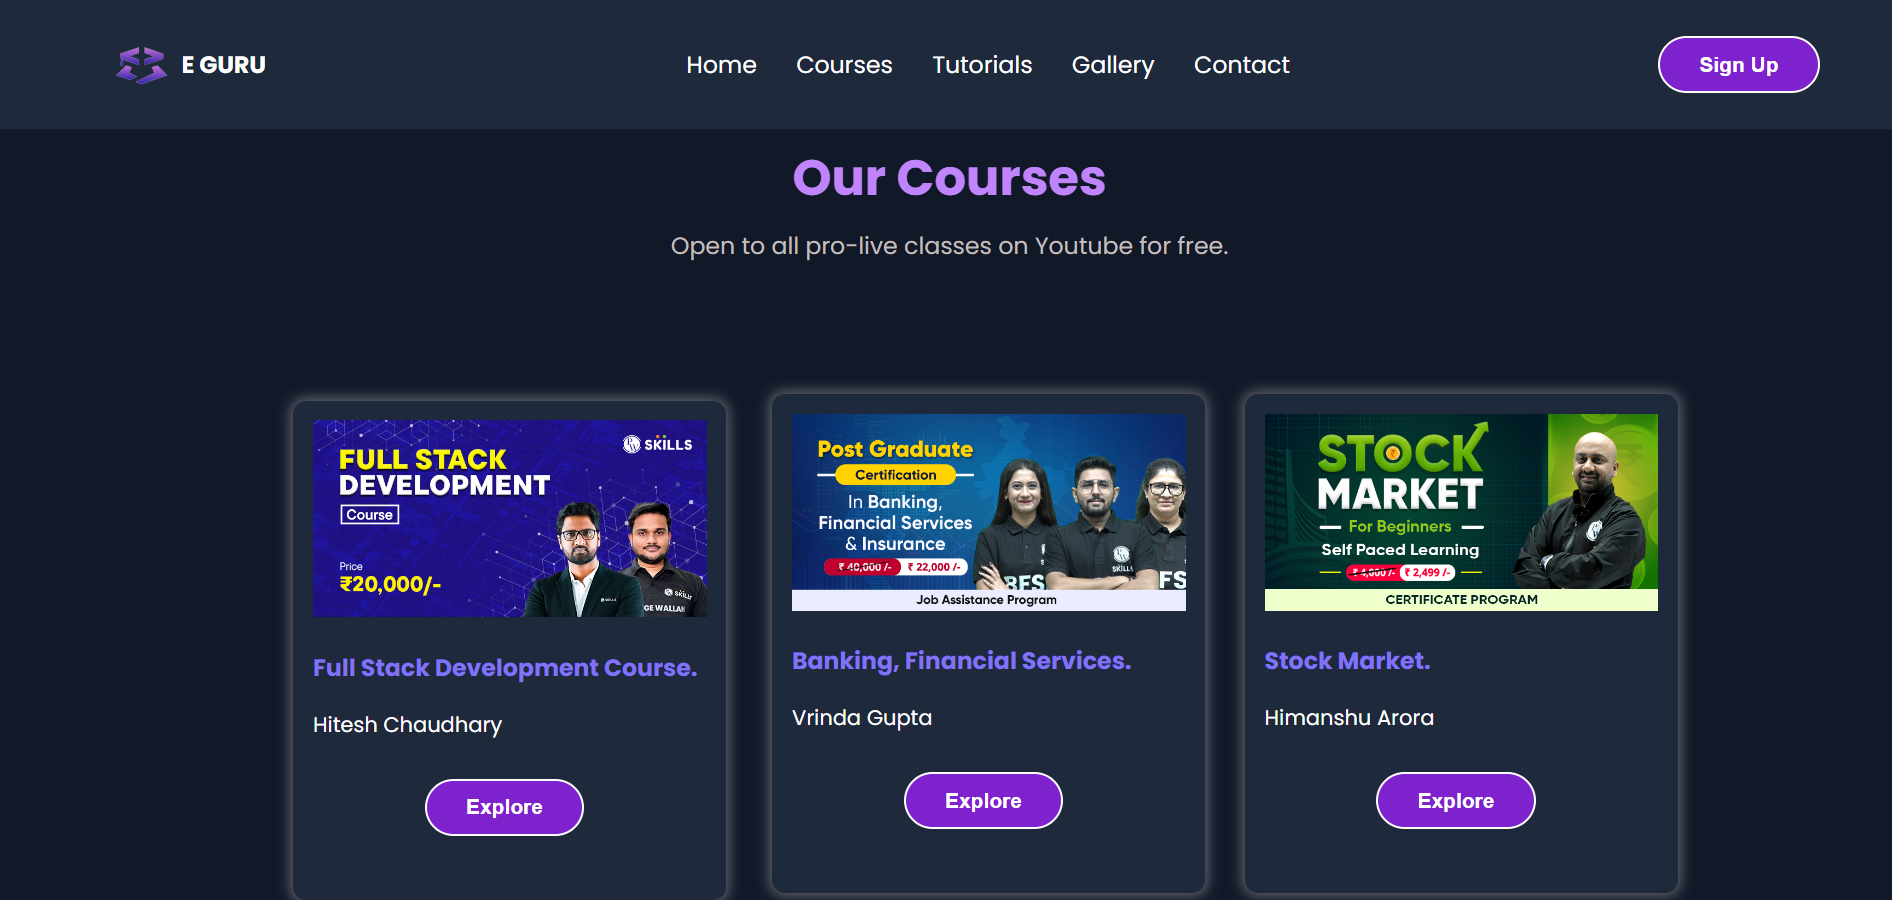 E GURU
Home
Courses
Tutorials
Gallery
Contact
Sign Up
Our Courses
Open to all pro-live classes on Youtube for free.
SKILLS
FULL STACK
DEVELOPMENT
Course
Price
₹20,000/-
SKILLS
GE WALLAH
Full Stack Development Course.
Hitesh Chaudhary
Explore
Post Graduate
Certification
In Banking,
Financial Services
& Insurance
₹ 40,000 /- ₹ 22,000 /-
SKILLS
BFS
FS
Job Assistance Program
Banking, Financial Services.
Vrinda Gupta
Explore
STOCK
MARKET
For Beginners
Self Paced Learning
₹ 4,000 /- ₹ 2,499 /-
CERTIFICATE PROGRAM
Stock Market.
Himanshu Arora
Explore